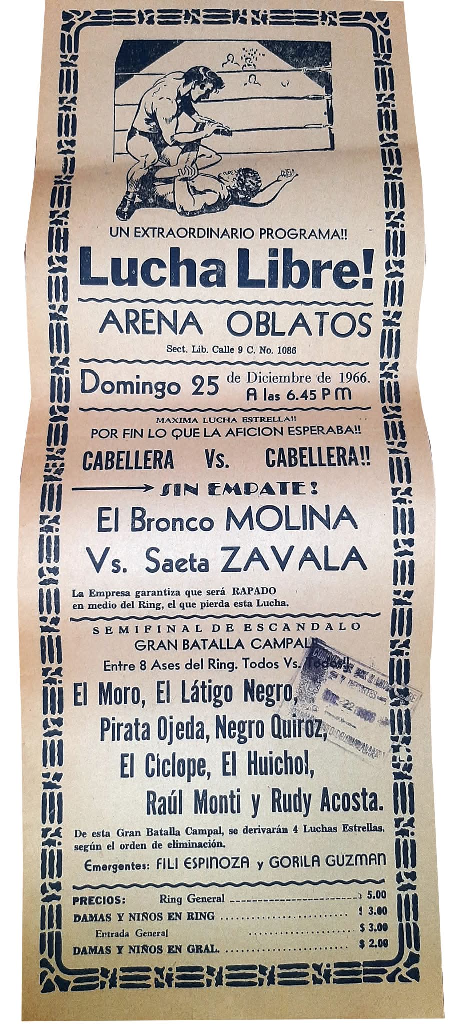 UN EXTRAORDINARIO PROGRAMA!!
Lucha Libre!
ARENA OBLATOS
Sect. Lib. Calle 9 C. No. 1086
Domingo 25 de Diciembre de 1966.
A las 6.45 P M
MAXIMA LUCHA ESTRELLA!!
POR FIN LO QUE LA AFICION ESPERABA!!
CABELLERA Vs. CABELLERA!!
SIN EMPATE!
El Bronco MOLINA
Vs. Saeta ZAVALA
La Empresa garantiza que será RAPADO
en medio del Ring, el que pierda esta Lucha.
SEMIFINAL DE ESCANDALO
GRAN BATALLA CAMPAL!
Entre 8 Ases del Ring. Todos Vs. Todos!!
El Moro, El Látigo Negro,
Pirata Ojeda, Negro Quiroz,
El Ciclope, El Huichol,
Raúl Monti y Rudy Acosta.
De esta Gran Batalla Campal, se derivarán 4 Luchas Estrellas,
según el orden de eliminación.
Emergentes: FILI ESPINOZA y GORILA GUZMAN
PRECIOS: Ring General 5.00
DAMAS Y NIÑOS EN RING $ 3.00
Entrada General $ 3.00
DAMAS Y NIÑOS EN GRAL. $ 2.00